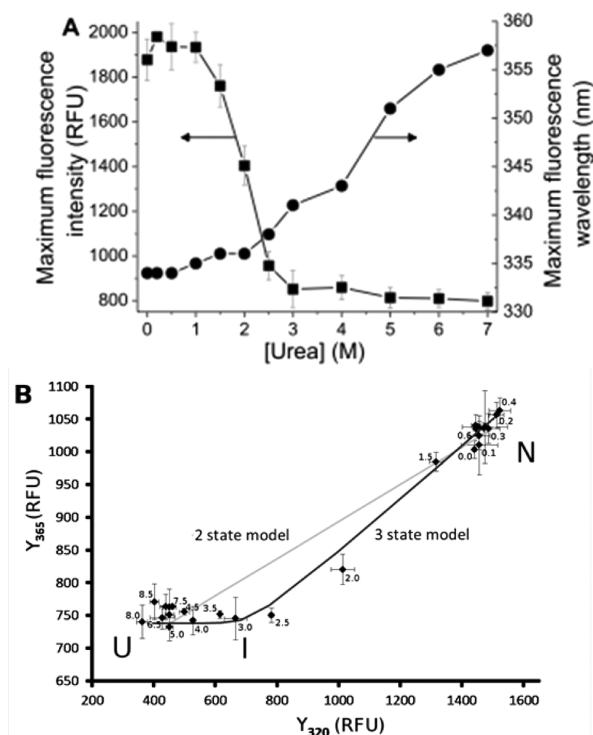 A
Maximum fluorescence
intensity (RFU)
2000
1800
1600
1400
1200
1000
800
360
355
350
345
340
335
330
Maximum fluorescence
wavelength (nm)
0 1 2 3 4 5 6 7
[Urea] (M)
B
1100
1050
1000
950
900
850
800
750
700
650
Y365 (RFU)
0.4
0.2
0.6
0.3
0.0
0.1
N
1.5
2 state model
3 state model
2.0
8.5
7.5
4.5
3.5
2.5
8.0
6.5
5.0
4.0
3.0
U
I
200 400 600 800 1000 1200 1400 1600
Y320 (RFU)